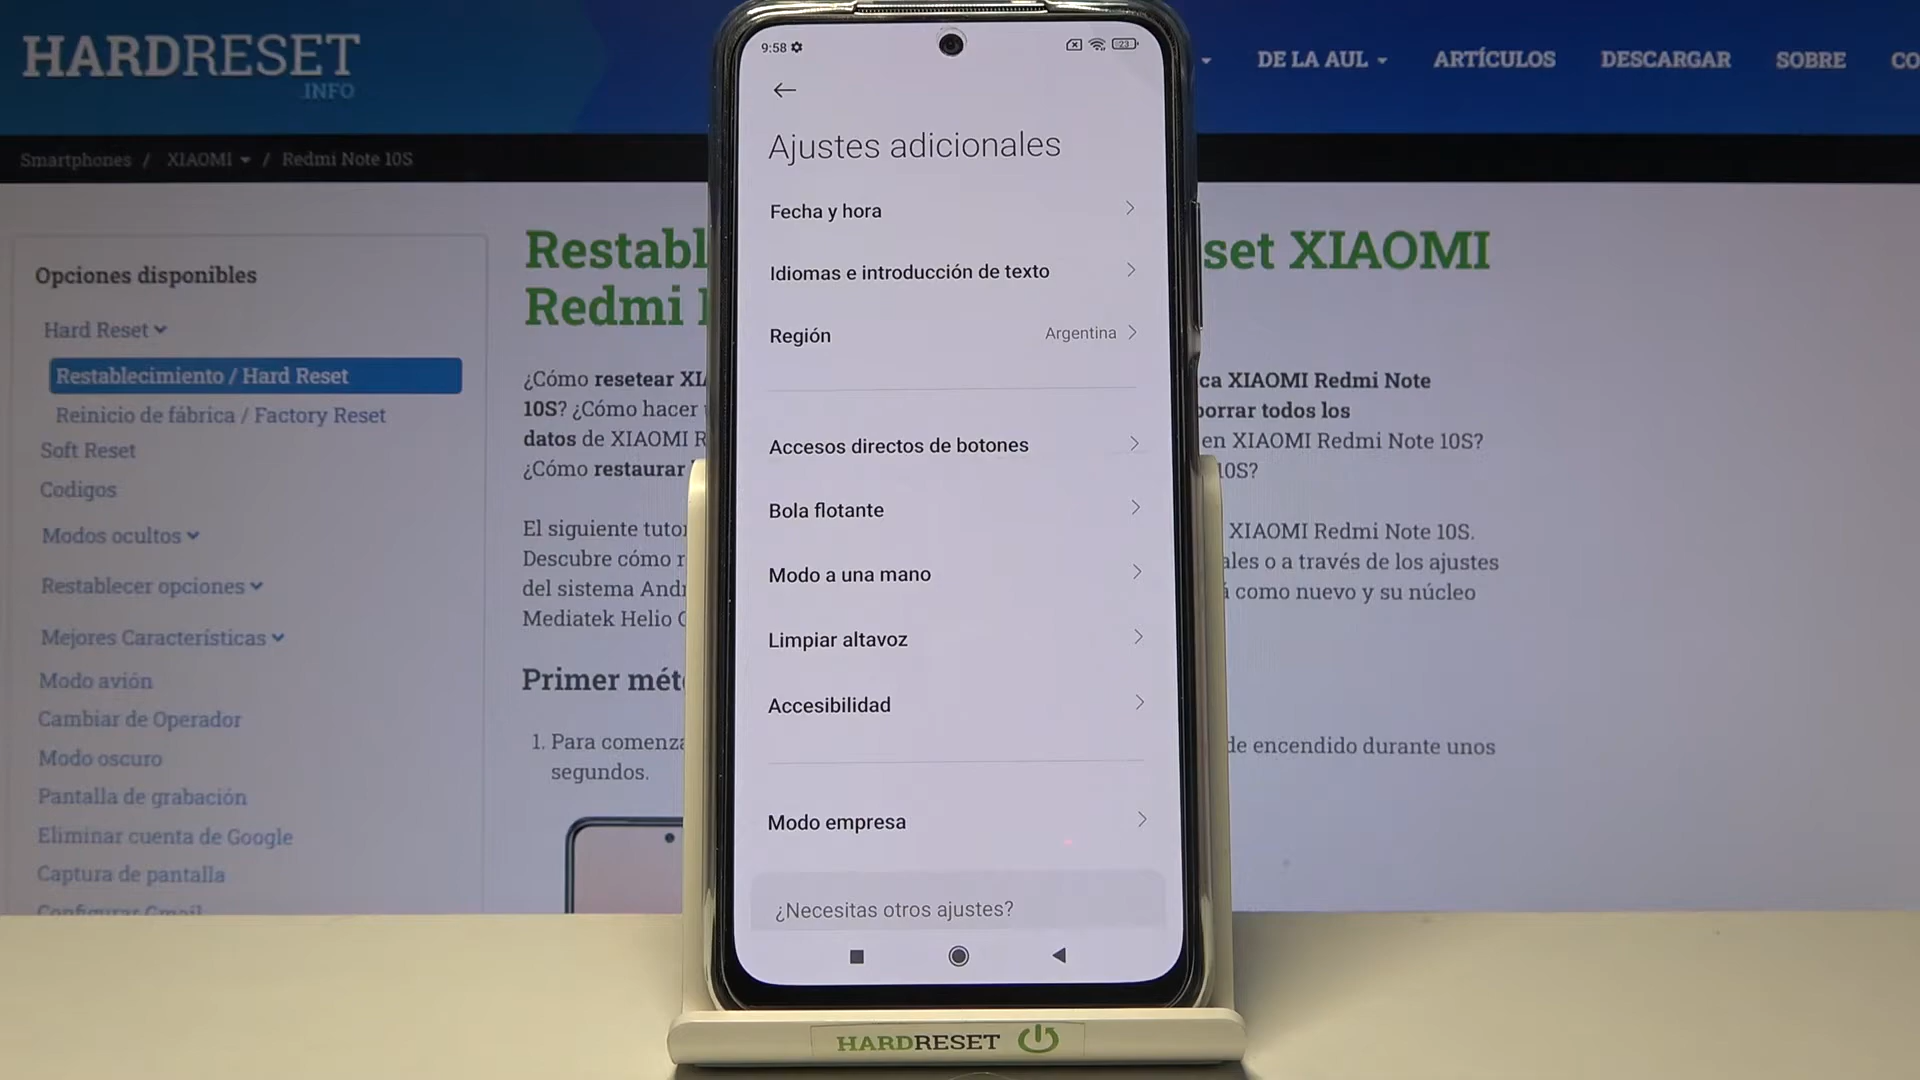 HARDRESET
.INFO
DE LA AUL
ARTÍCULOS
DESCARGAR
SOBRE
CO
Smartphones / XIAOMI / Redmi Note 10S
Opciones disponibles
Hard Reset
Restablecimiento / Hard Reset
Reinicio de fábrica / Factory Reset
Soft Reset
Codigos
Modos ocultos
Restablecer opciones
Mejores Características
Modo avión
Cambiar de Operador
Modo oscuro
Pantalla de grabación
Eliminar cuenta de Google
Captura de pantalla
Configurar Gmail
Restabl
set XIAOMI
Redmi
¿Cómo resetear XI
ca XIAOMI Redmi Note
10S? ¿Cómo hacer
borrar todos los
datos de XIAOMI R
en XIAOMI Redmi Note 10S?
¿Cómo restaurar
10S?
El siguiente tutor
XIAOMI Redmi Note 10S.
Descubre cómo r
ales o a través de los ajustes
del sistema And
como nuevo y su núcleo
Mediatek Helio
Primer mét
1. Para comenza
de encendido durante unos
segundos.
9:58
23
Ajustes adicionales
Fecha y hora
Idiomas e introducción de texto
Región
Argentina
Accesos directos de botones
Bola flotante
Modo a una mano
Limpiar altavoz
Accesibilidad
Modo empresa
¿Necesitas otros ajustes?
HARDRESET